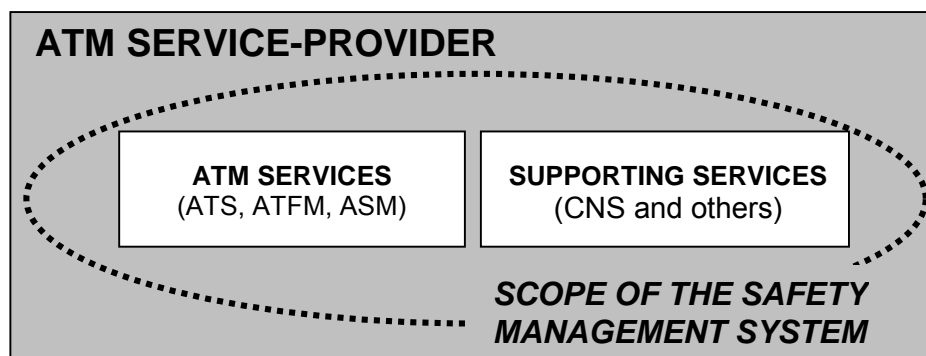 ATM SERVICE-PROVIDER
ATM SERVICES
(ATS, ATFM, ASM)
SUPPORTING SERVICES
(CNS and others)
SCOPE OF THE SAFETY
MANAGEMENT SYSTEM